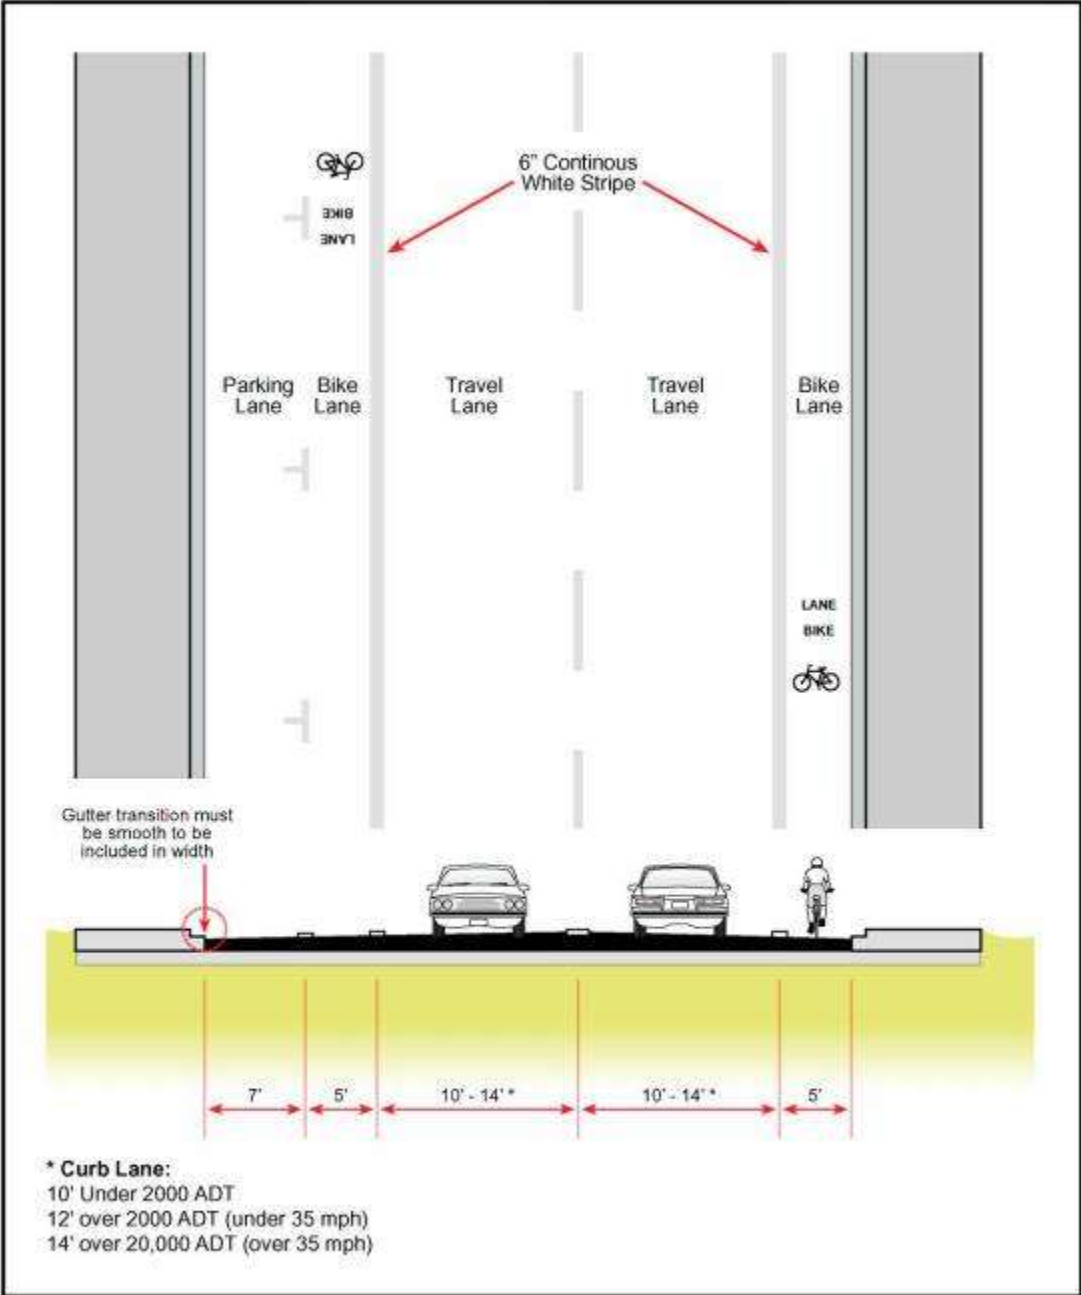 6" Continous
White Stripe
BIKE
LANE
Parking
Lane
Bike
Lane
Travel
Lane
Travel
Lane
Bike
Lane
LANE
BIKE
Gutter transition must
be smooth to be
included in width
7'
5'
10' - 14' *
10' - 14' *
5'
* Curb Lane:
10' Under 2000 ADT
12' over 2000 ADT (under 35 mph)
14' over 20,000 ADT (over 35 mph)